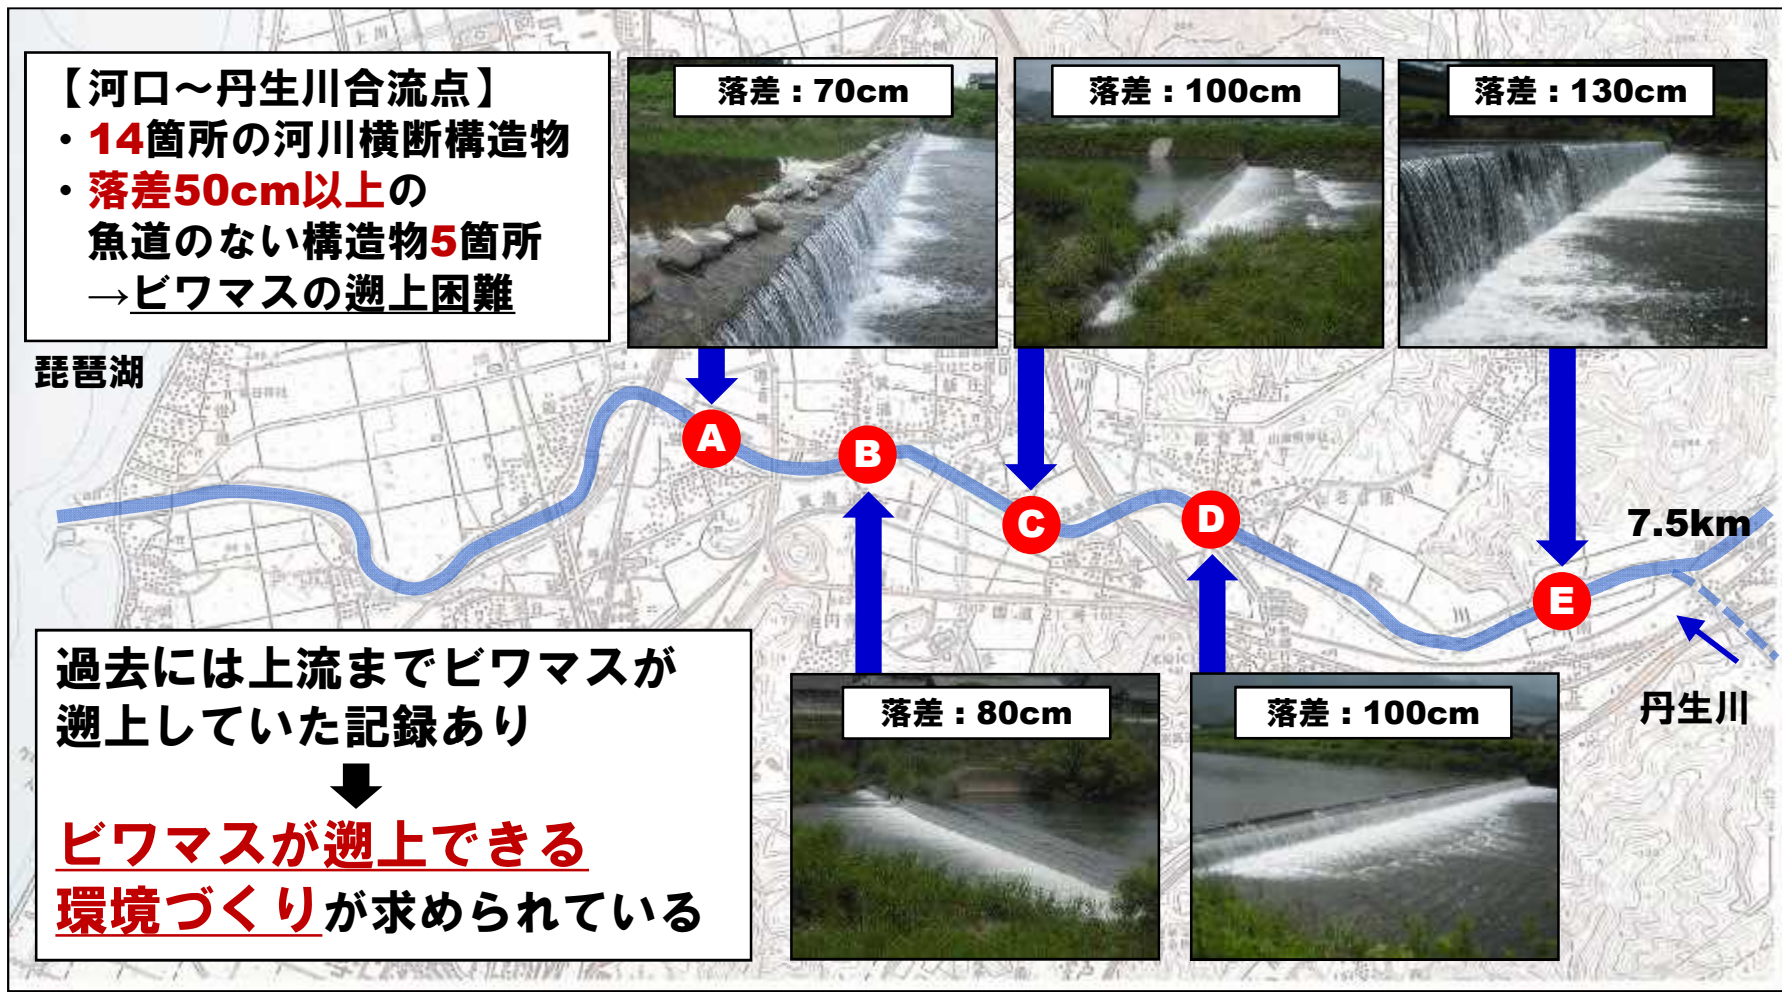 【河口～丹生川合流点】
・14箇所の河川横断構造物
・落差50cm以上の
魚道のない構造物5箇所
→ビワマスの遡上困難
落差：70cm
落差：100cm
落差：130cm
琵琶湖
A
B
C
D
E
7.5km
丹生川
落差：80cm
落差：100cm
過去には上流までビワマスが
遡上していた記録あり
ビワマスが遡上できる
環境づくりが求められている